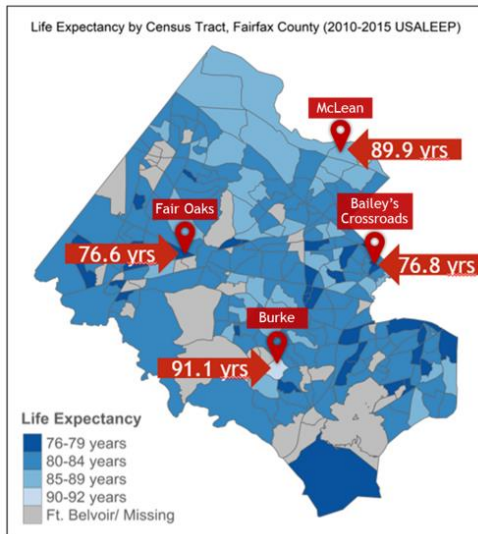 Life Expectancy by Census Tract, Fairfax County (2010-2015 USALEEP)
McLean
89.9 yrs
Fair Oaks
Bailey's
Crossroads
76.6 yrs
76.8 yrs
Burke
91.1 yrs
Life Expectancy
76-79 years
80-84 years
85-89 years
90-92 years
Ft. Belvoir/ Missing